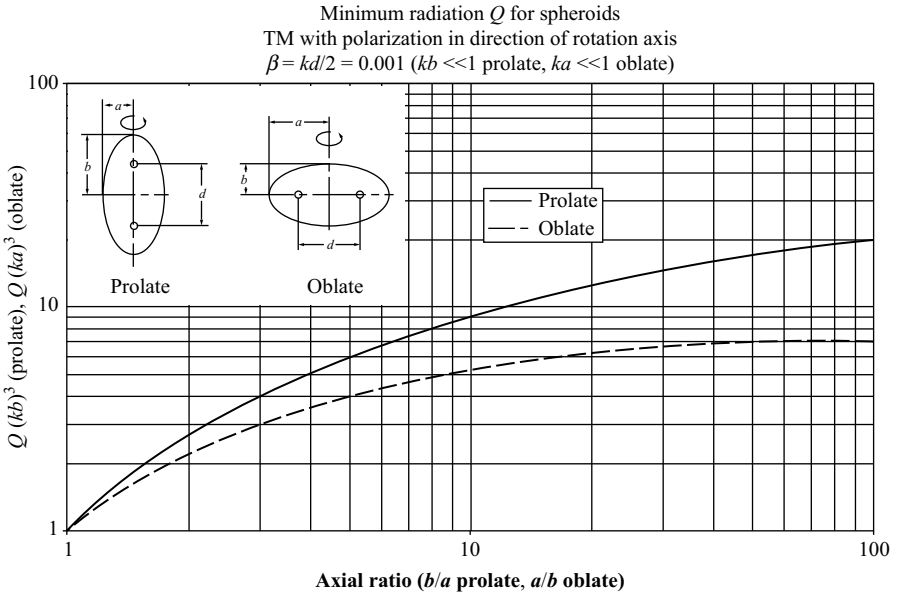 Minimum radiation Q for spheroids
TM with polarization in direction of rotation axis
β = kd/2 = 0.001 (kb <<1 prolate, ka <<1 oblate)
100
10
1
Q (kb)³ (prolate), Q (ka)³ (oblate)
a
b
d
Prolate
a
b
d
Oblate
Prolate
Oblate
1
10
100
Axial ratio (b/a prolate, a/b oblate)